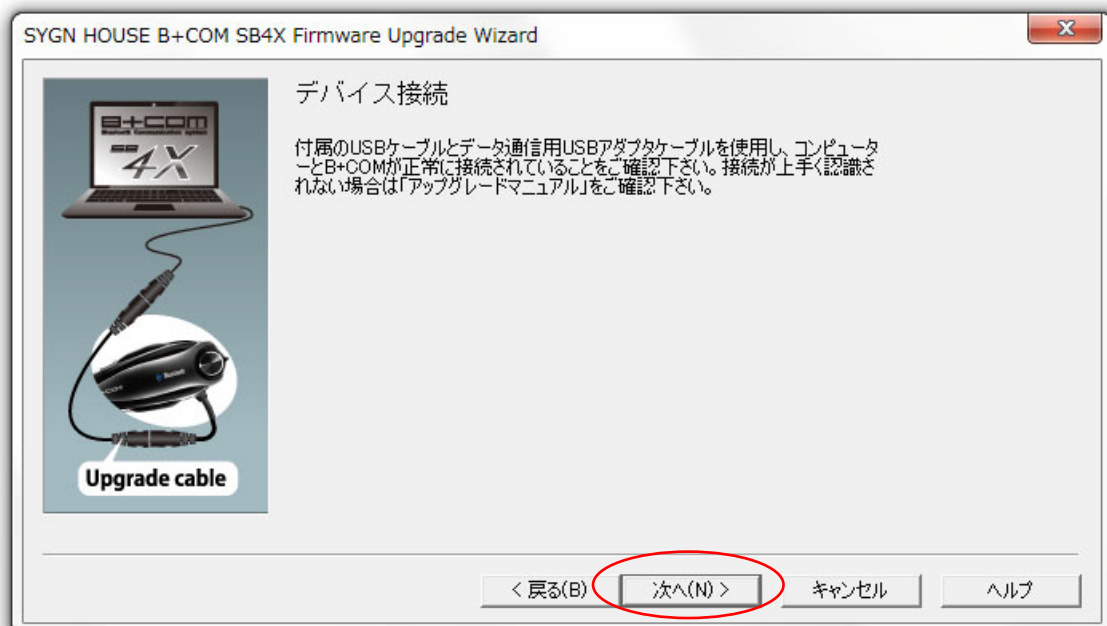 SYGN HOUSE B+COM SB4X Firmware Upgrade Wizard
デバイス接続
付属のUSBケーブルとデータ通信用USBアダプタケーブルを使用し、コンピュータ
ーとB+COMが正常に接続されていることをご確認下さい。接続が上手く認識さ
れない場合は「アップグレードマニュアル」をご確認下さい。
B+COM
SB
4X
Upgrade cable
< 戻る(B)
次へ(N) >
キャンセル
ヘルプ